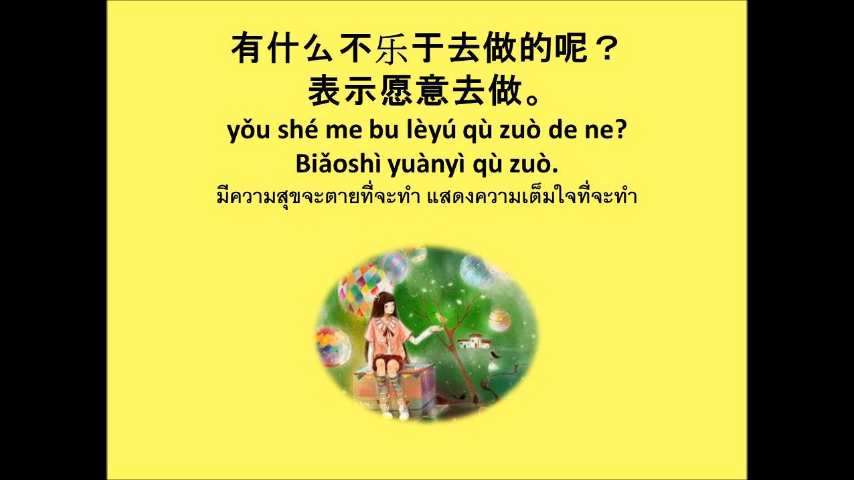 有什么不乐于去做的呢？
表示愿意去做。
yǒu shé me bu lèyú qù zuò de ne?
Biǎoshì yuànyì qù zuò.
มีความสุขจะตายที่จะทำ แสดงความเต็มใจที่จะทำ